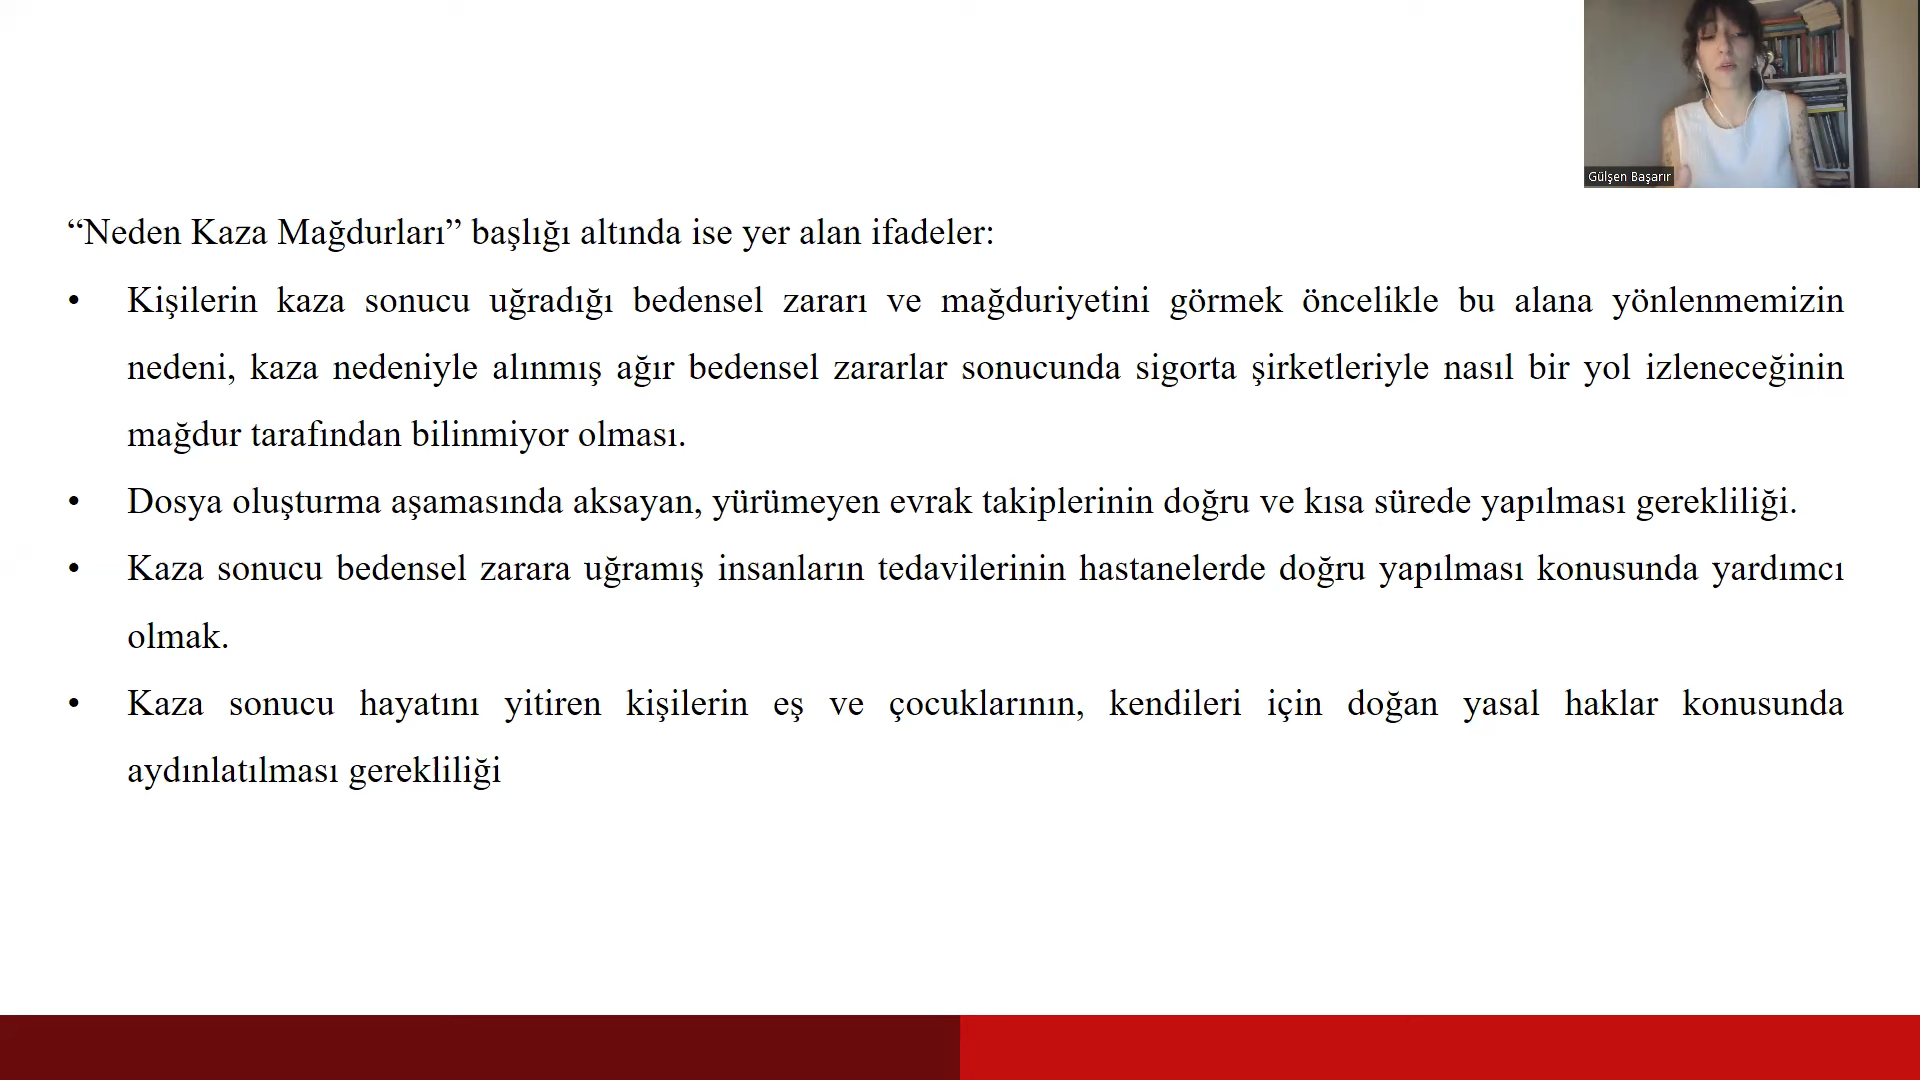 Gülşen Başarır
“Neden Kaza Mağdurları” başlığı altında ise yer alan ifadeler:
• Kişilerin kaza sonucu uğradığı bedensel zararı ve mağduriyetini görmek öncelikle bu alana yönlenmemizin
nedeni, kaza nedeniyle alınmış ağır bedensel zararlar sonucunda sigorta şirketleriyle nasıl bir yol izleneceğinin
mağdur tarafından bilinmiyor olması.
• Dosya oluşturma aşamasında aksayan, yürümeyen evrak takiplerinin doğru ve kısa sürede yapılması gerekliliği.
• Kaza sonucu bedensel zarara uğramış insanların tedavilerinin hastanelerde doğru yapılması konusunda yardımcı
olmak.
• Kaza sonucu hayatını yitiren kişilerin eş ve çocuklarının, kendileri için doğan yasal haklar konusunda
aydınlatılması gerekliliği